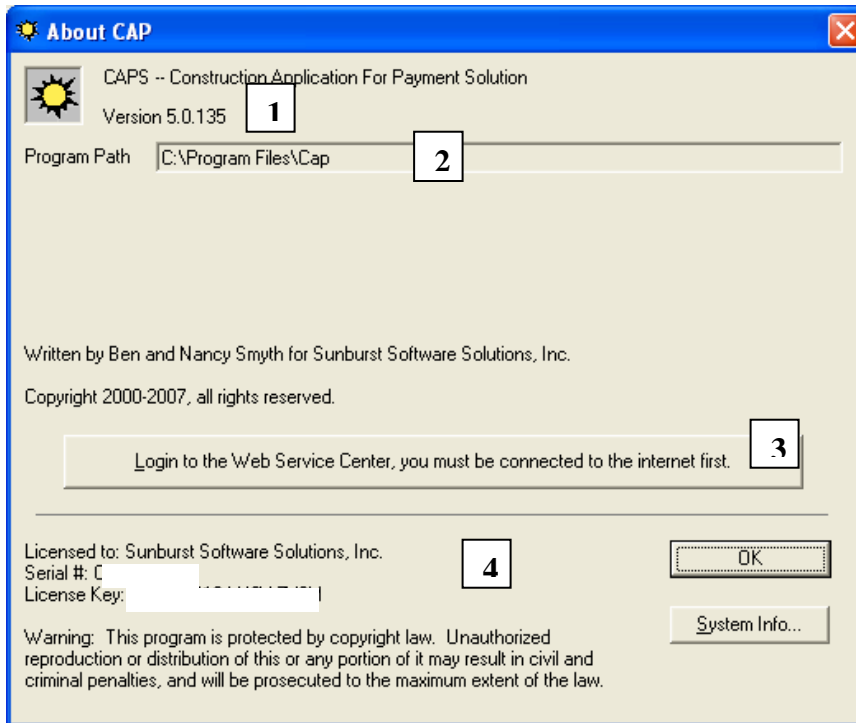 About CAP
CAPS -- Construction Application For Payment Solution
Version 5.0.135
1
Program Path C:\Program Files\Cap
2
Written by Ben and Nancy Smyth for Sunburst Software Solutions, Inc.
Copyright 2000-2007, all rights reserved.
Login to the Web Service Center, you must be connected to the internet first.
3
Licensed to: Sunburst Software Solutions, Inc.
Serial #:
License Key:
4
OK
System Info...
Warning: This program is protected by copyright law. Unauthorized
reproduction or distribution of this or any portion of it may result in civil and
criminal penalties, and will be prosecuted to the maximum extent of the law.